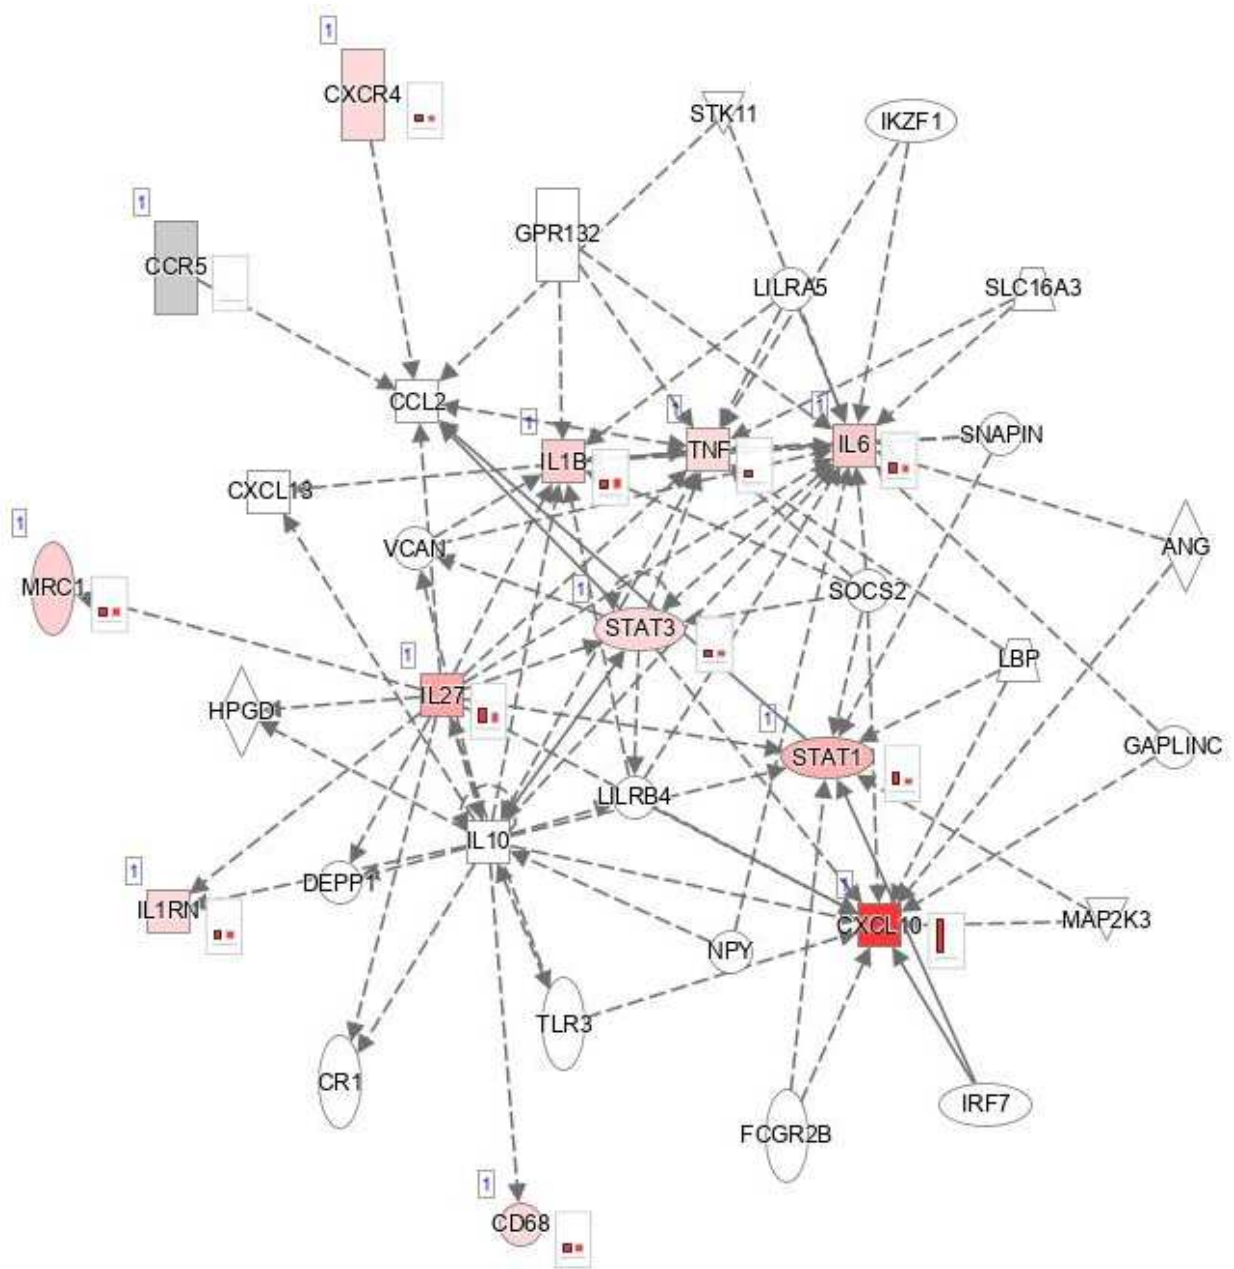 1
CXCR4
STK11
IKZF1
1
GPR132
CCR5
LILRA5
SLC16A3
CCL2
1
1
1
IL1B
TNF
IL6
SNAPIN
CXCL13
1
VCAN
ANG
MRC1
1
SOCS2
STAT3
1
LBP
IL27
HPGD
1
STAT1
GAPLINC
LILRB4
IL10
1
DEPP1
1
IL1RN
CXCL10
MAP2K3
NPY
TLR3
CR1
IRF7
FCGR2B
1
CD68